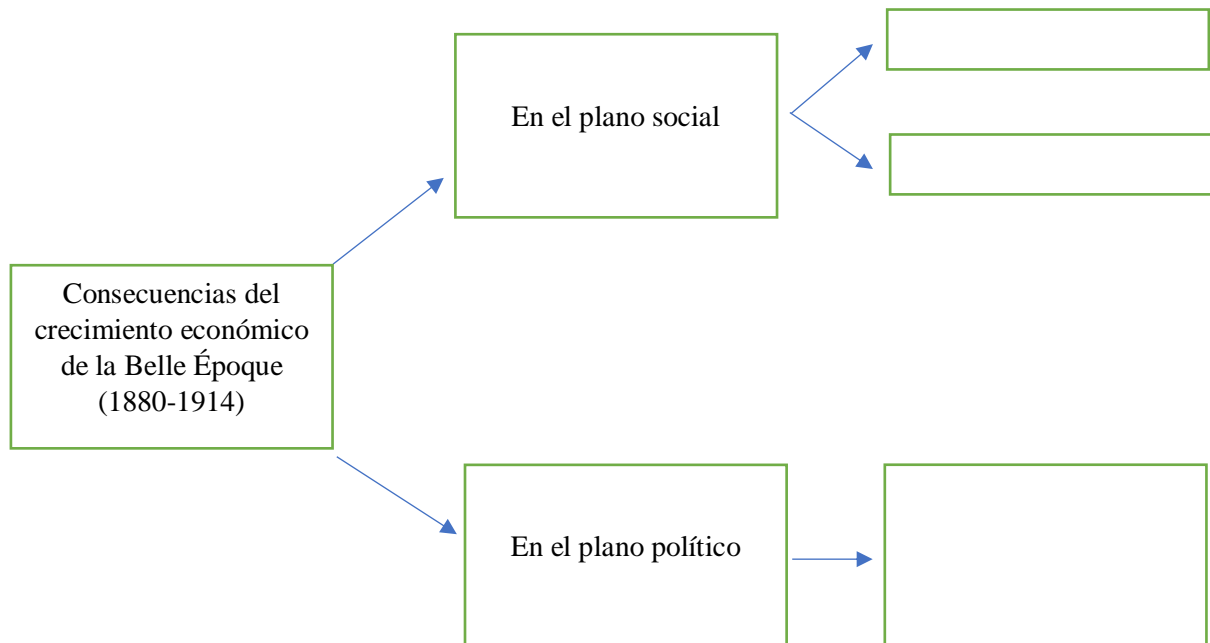 En el plano social
Consecuencias del
crecimiento económico
de la Belle Époque
(1880-1914)
En el plano político